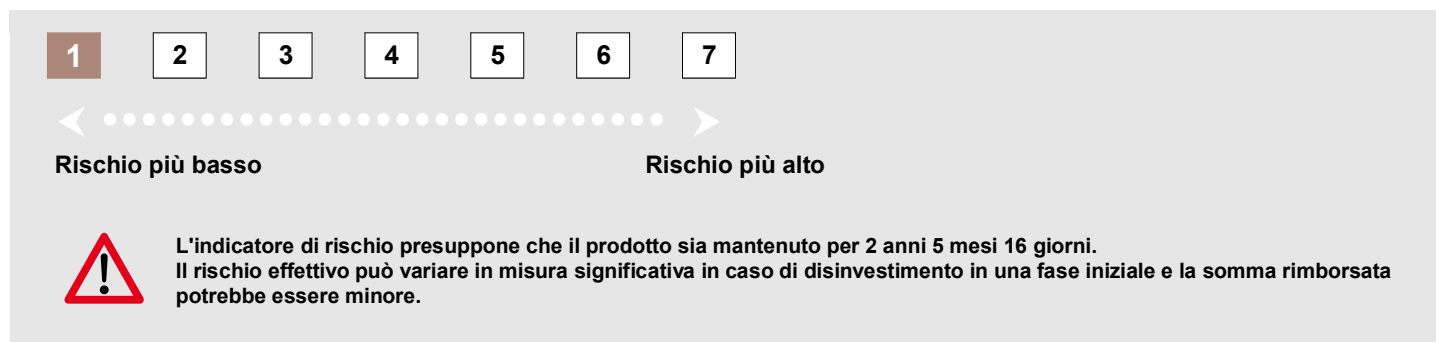 1 2 3 4 5 6 7
Rischio più basso Rischio più alto
L'indicatore di rischio presuppone che il prodotto sia mantenuto per 2 anni 5 mesi 16 giorni.
Il rischio effettivo può variare in misura significativa in caso di disinvestimento in una fase iniziale e la somma rimborsata
potrebbe essere minore.